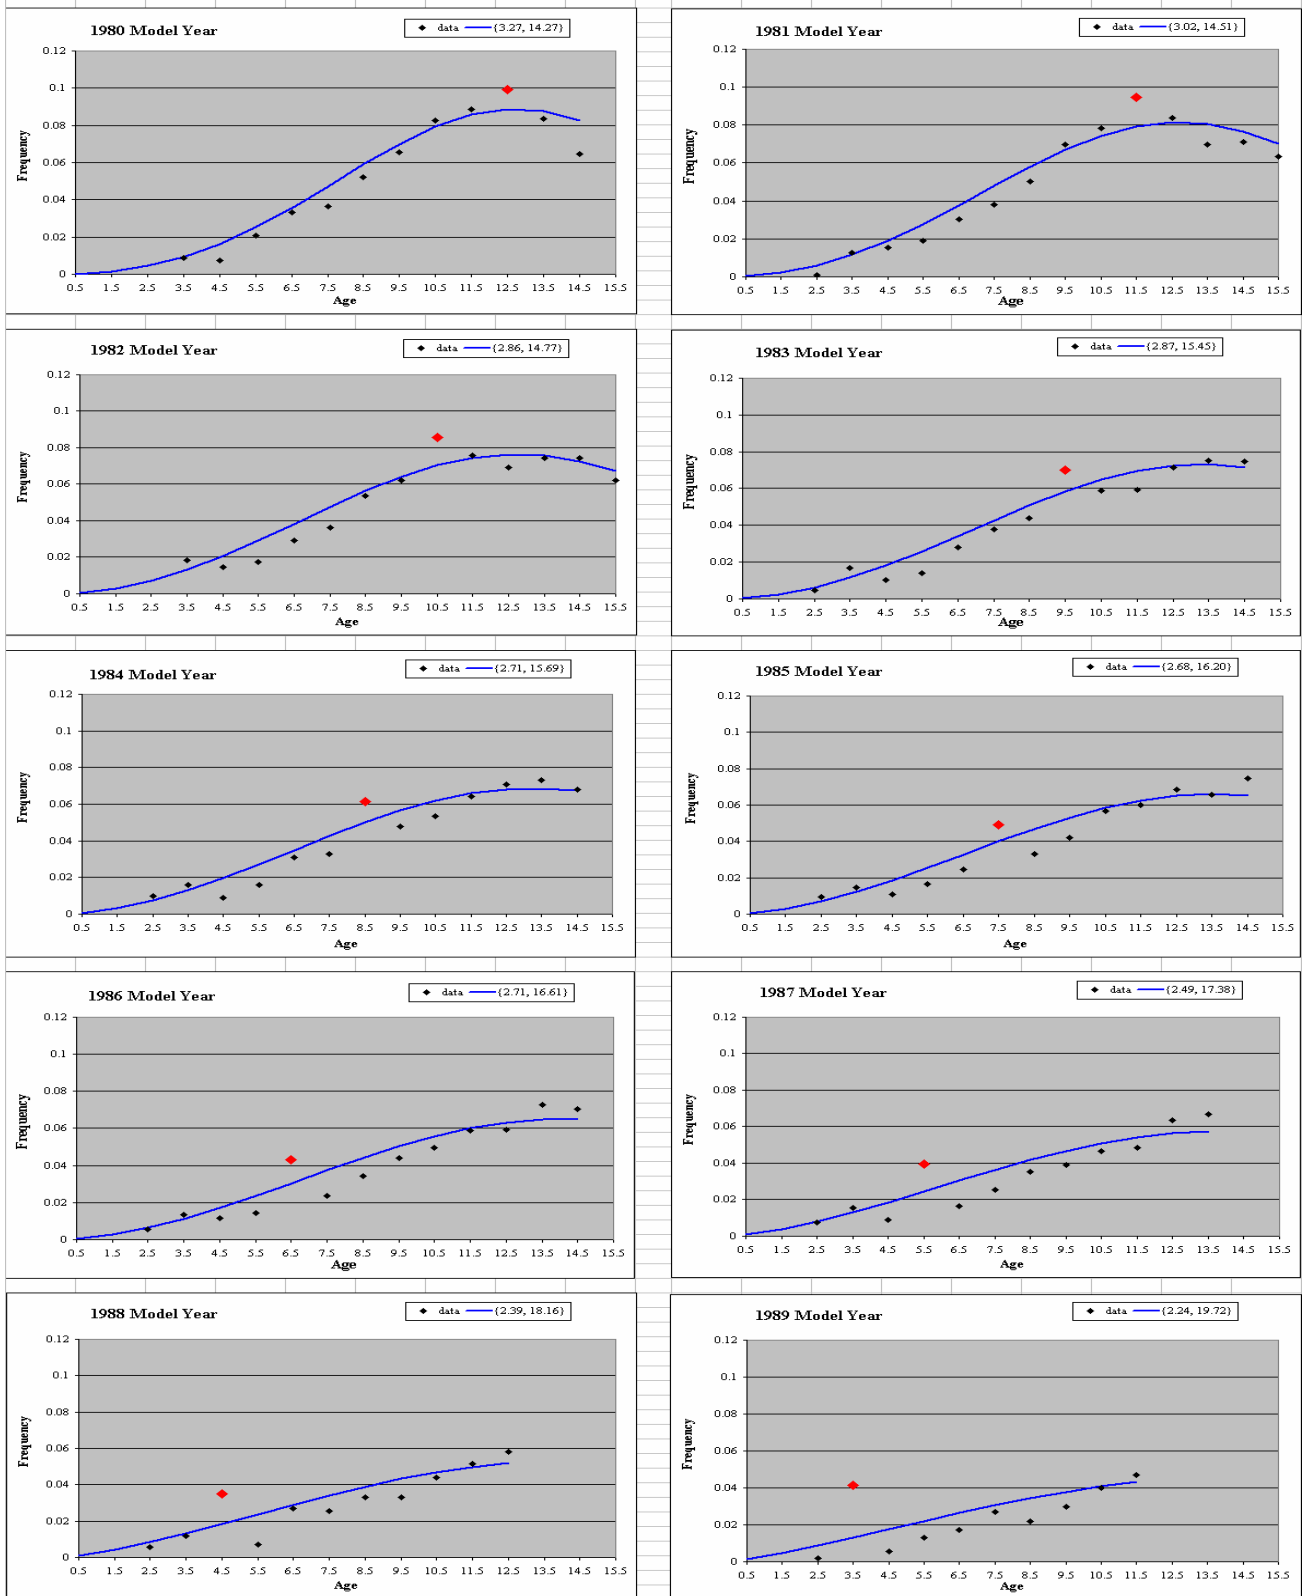 1980 Model Year
data {3.27, 14.27}
0.12
0.1
0.08
0.06
0.04
0.02
0
Frequency
0.5 1.5 2.5 3.5 4.5 5.5 6.5 7.5 8.5 9.5 10.5 11.5 12.5 13.5 14.5 15.5
Age
1981 Model Year
data {3.02, 14.51}
0.12
0.1
0.08
0.06
0.04
0.02
0
Frequency
0.5 1.5 2.5 3.5 4.5 5.5 6.5 7.5 8.5 9.5 10.5 11.5 12.5 13.5 14.5 15.5
Age
1982 Model Year
data {2.86, 14.77}
0.12
0.1
0.08
0.06
0.04
0.02
0
Frequency
0.5 1.5 2.5 3.5 4.5 5.5 6.5 7.5 8.5 9.5 10.5 11.5 12.5 13.5 14.5 15.5
Age
1983 Model Year
data {2.87, 15.45}
0.12
0.1
0.08
0.06
0.04
0.02
0
Frequency
0.5 1.5 2.5 3.5 4.5 5.5 6.5 7.5 8.5 9.5 10.5 11.5 12.5 13.5 14.5 15.5
Age
1984 Model Year
data {2.71, 15.69}
0.12
0.1
0.08
0.06
0.04
0.02
0
Frequency
0.5 1.5 2.5 3.5 4.5 5.5 6.5 7.5 8.5 9.5 10.5 11.5 12.5 13.5 14.5 15.5
Age
1985 Model Year
data {2.68, 16.20}
0.12
0.1
0.08
0.06
0.04
0.02
0
Frequency
0.5 1.5 2.5 3.5 4.5 5.5 6.5 7.5 8.5 9.5 10.5 11.5 12.5 13.5 14.5 15.5
Age
1986 Model Year
data {2.71, 16.61}
0.12
0.1
0.08
0.06
0.04
0.02
0
Frequency
0.5 1.5 2.5 3.5 4.5 5.5 6.5 7.5 8.5 9.5 10.5 11.5 12.5 13.5 14.5 15.5
Age
1987 Model Year
data {2.49, 17.38}
0.12
0.1
0.08
0.06
0.04
0.02
0
Frequency
0.5 1.5 2.5 3.5 4.5 5.5 6.5 7.5 8.5 9.5 10.5 11.5 12.5 13.5 14.5 15.5
Age
1988 Model Year
data {2.39, 18.16}
0.12
0.1
0.08
0.06
0.04
0.02
0
Frequency
0.5 1.5 2.5 3.5 4.5 5.5 6.5 7.5 8.5 9.5 10.5 11.5 12.5 13.5 14.5 15.5
Age
1989 Model Year
data {2.24, 19.72}
0.12
0.1
0.08
0.06
0.04
0.02
0
Frequency
0.5 1.5 2.5 3.5 4.5 5.5 6.5 7.5 8.5 9.5 10.5 11.5 12.5 13.5 14.5 15.5
Age